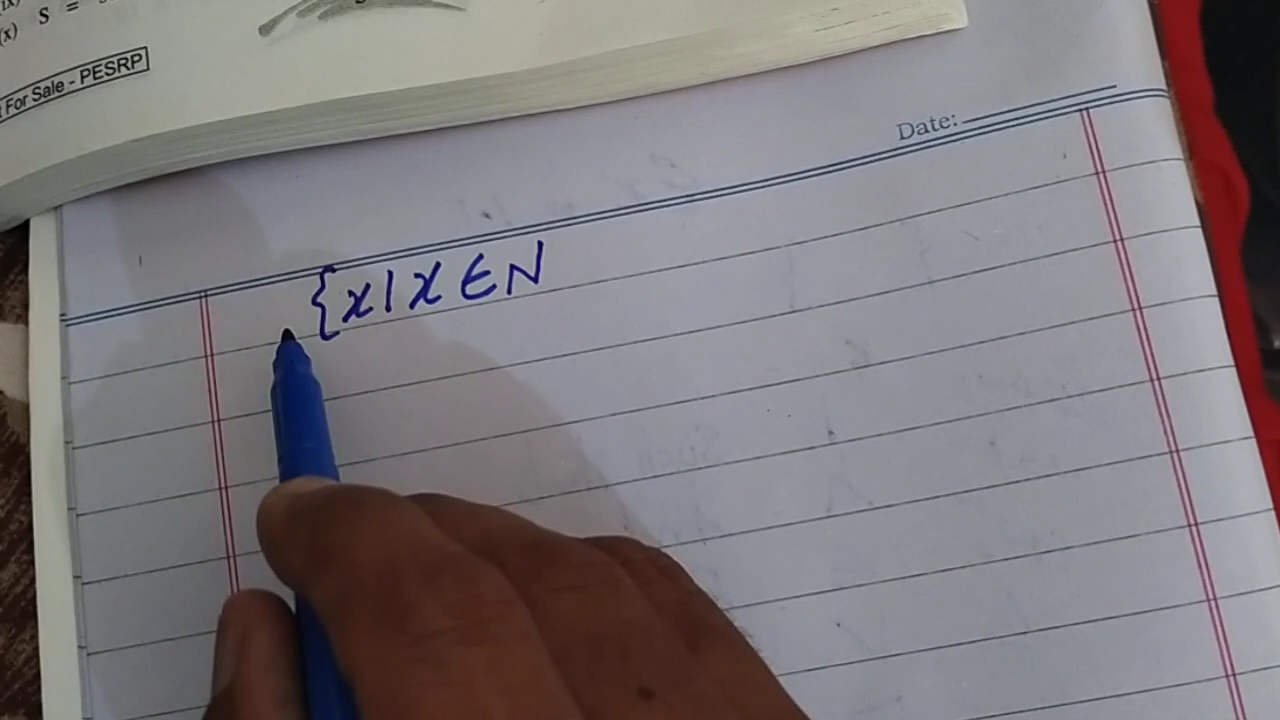 (x) S =
For Sale - PESRP
Date:
{x | x ∈ N